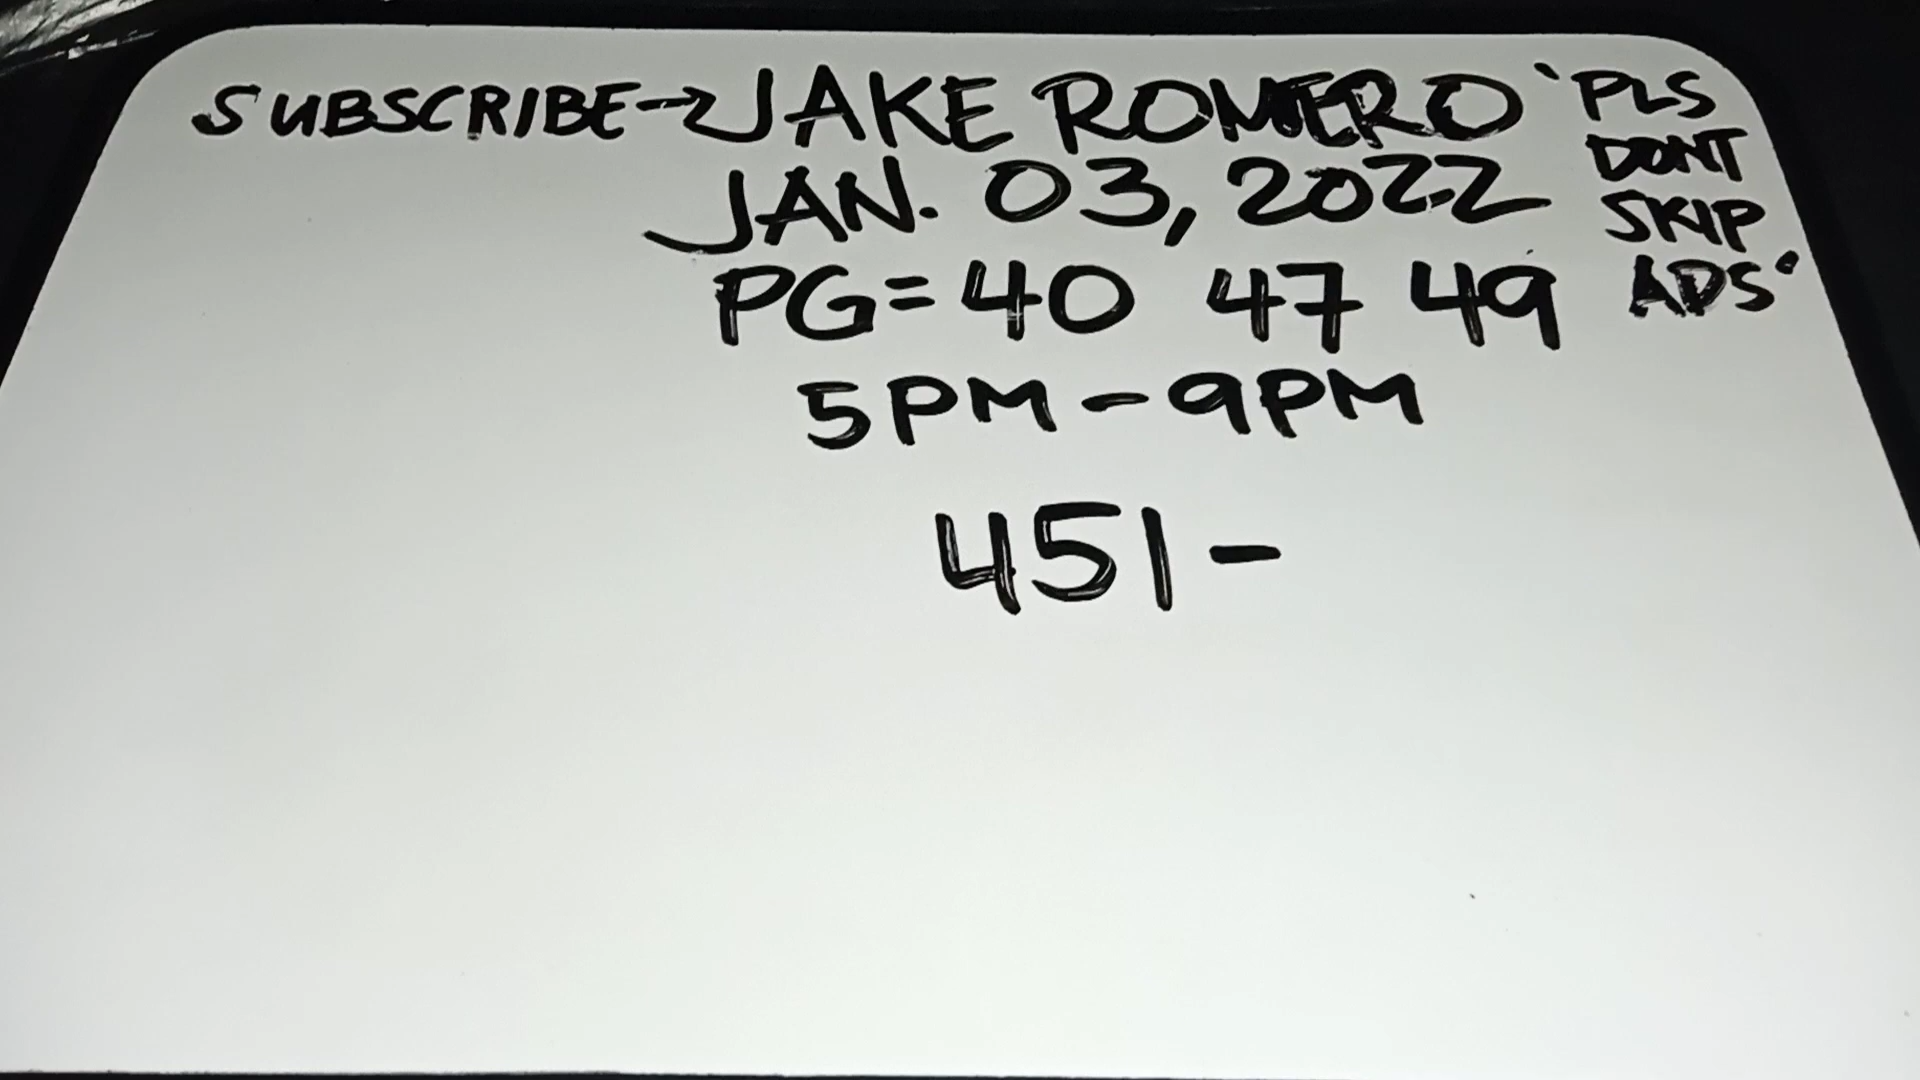 SUBSCRIBE→JAKE ROMERO
JAN. 03, 2022
PG=40 47 49
5PM-9PM
451-
'PLS
DONT
SKIP
ADS'